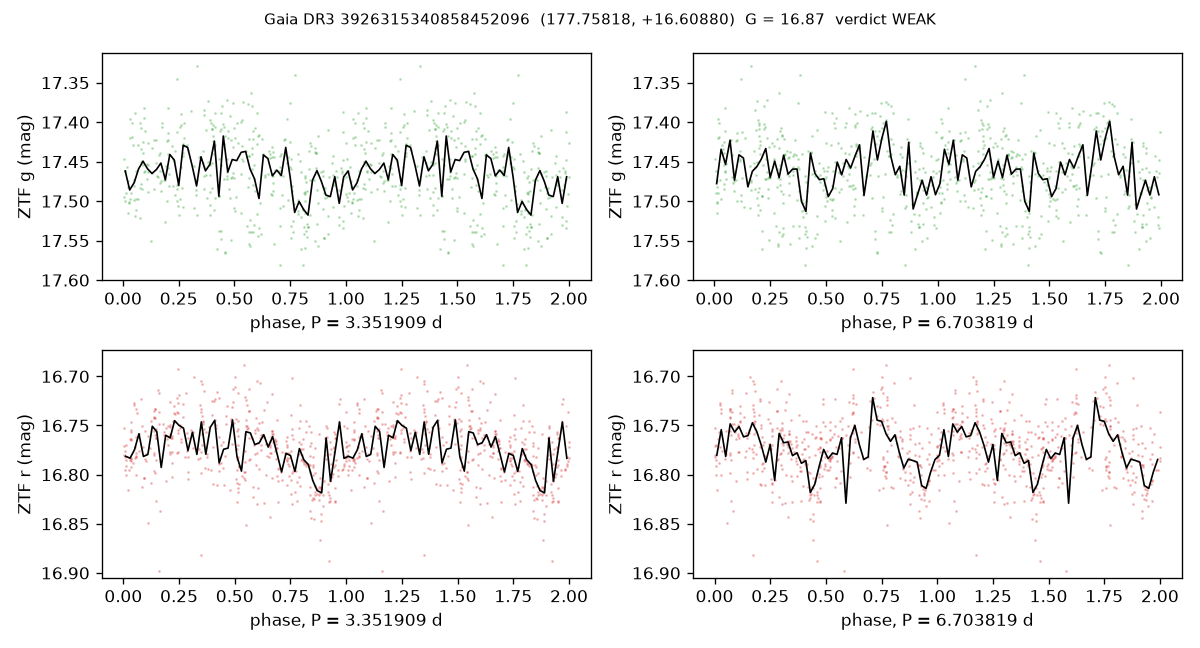 Gaia DR3 3926315340858452096  (177.75818, +16.60880)  G = 16.87  verdict WEAK
ZTF g (mag)
17.35
17.40
17.45
17.50
17.55
17.60
0.00 0.25 0.50 0.75 1.00 1.25 1.50 1.75 2.00
phase, P = 3.351909 d
ZTF g (mag)
17.35
17.40
17.45
17.50
17.55
17.60
0.00 0.25 0.50 0.75 1.00 1.25 1.50 1.75 2.00
phase, P = 6.703819 d
ZTF r (mag)
16.70
16.75
16.80
16.85
16.90
0.00 0.25 0.50 0.75 1.00 1.25 1.50 1.75 2.00
phase, P = 3.351909 d
ZTF r (mag)
16.70
16.75
16.80
16.85
16.90
0.00 0.25 0.50 0.75 1.00 1.25 1.50 1.75 2.00
phase, P = 6.703819 d